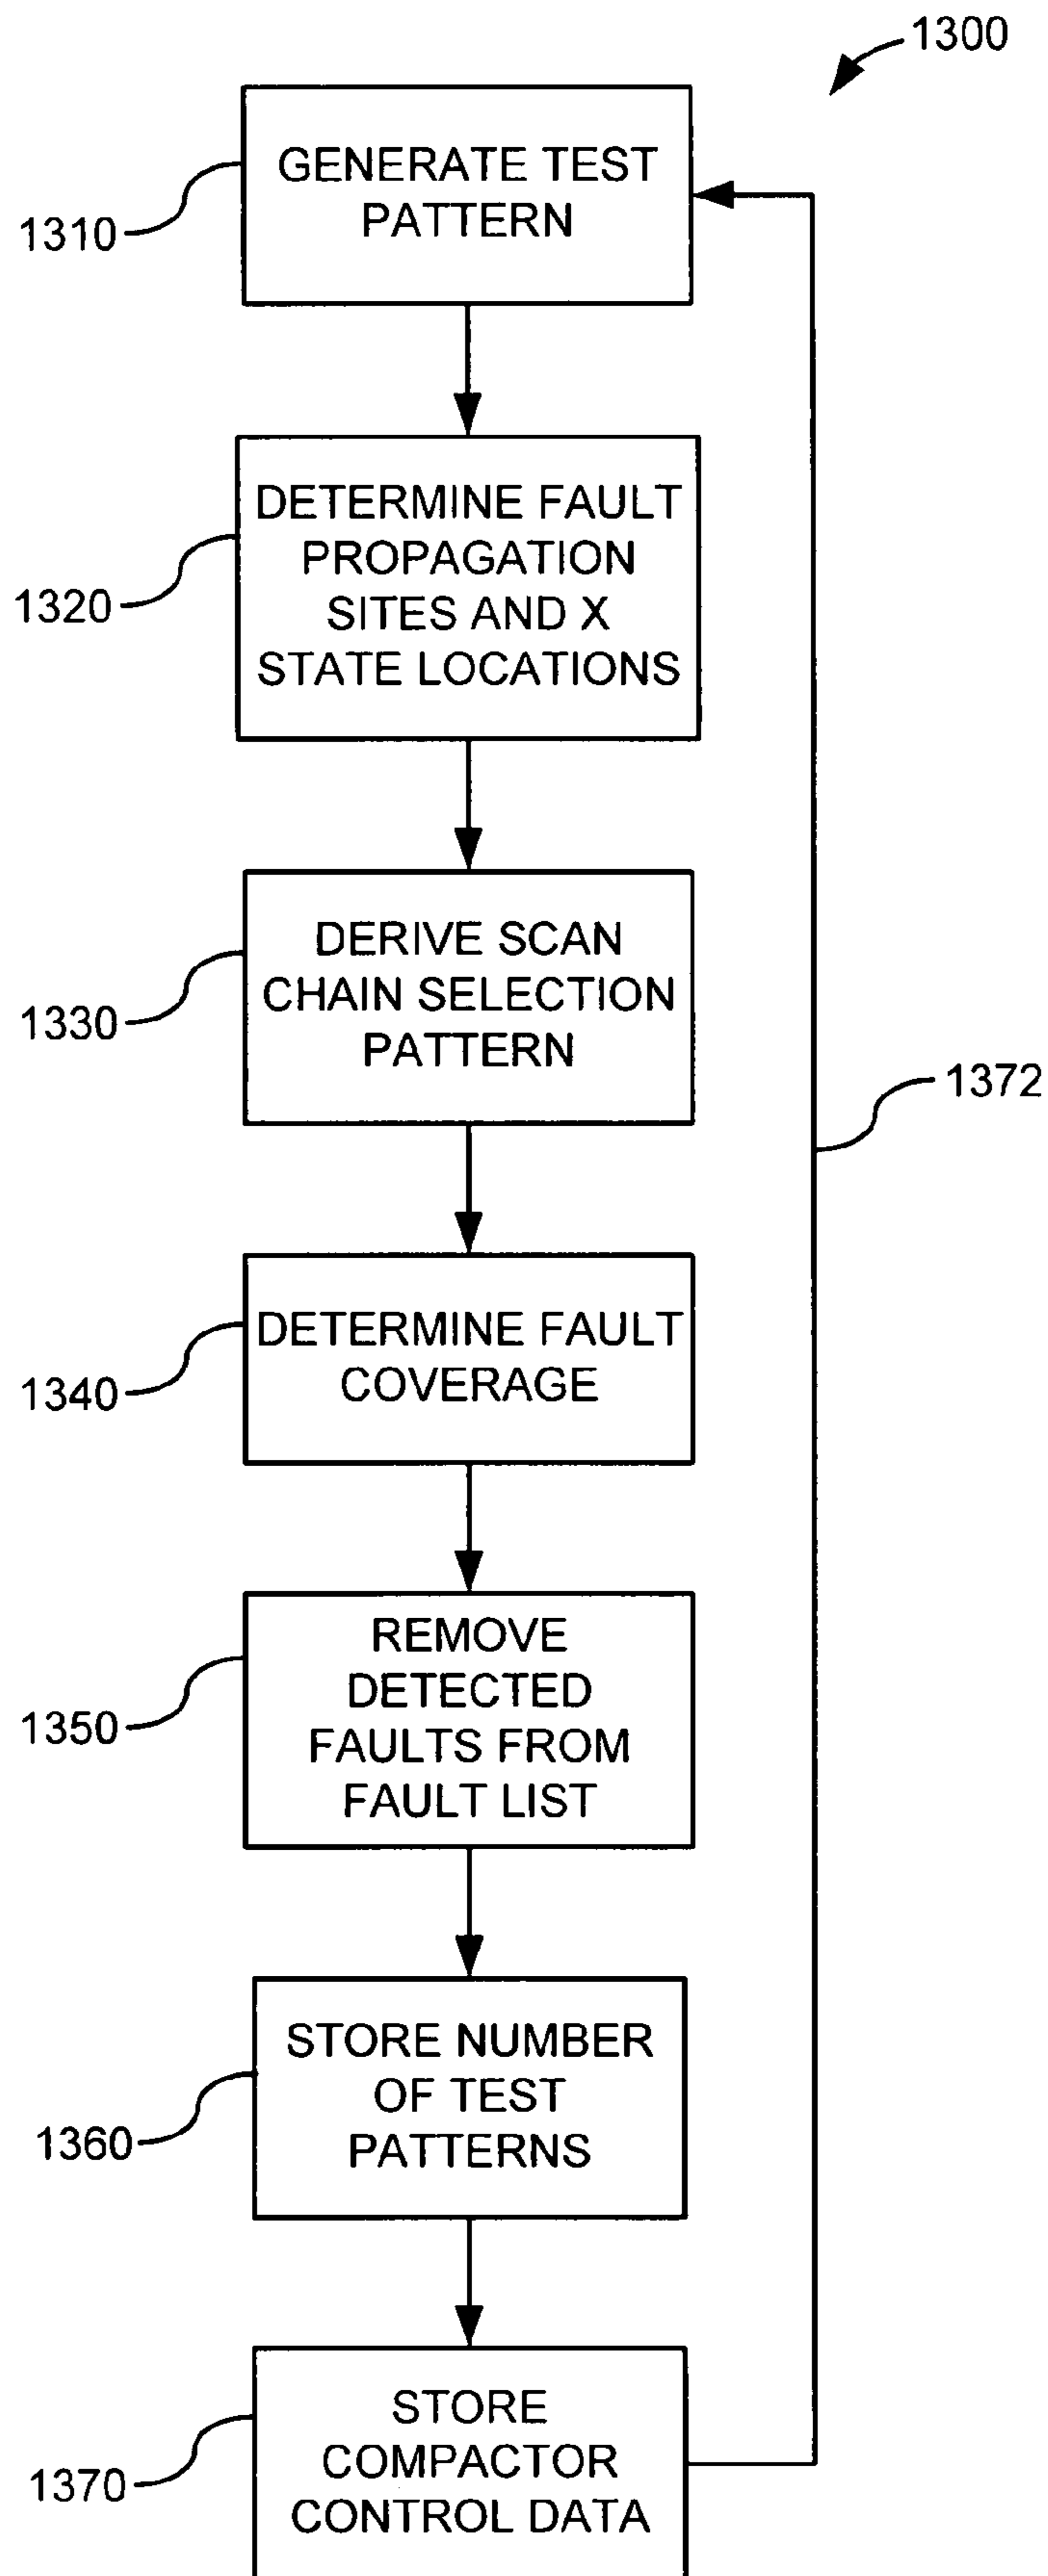 1300
GENERATE TEST
PATTERN
1310
DETERMINE FAULT
PROPAGATION
SITES AND X
STATE LOCATIONS
1320
DERIVE SCAN
CHAIN SELECTION
PATTERN
1330
1372
DETERMINE FAULT
COVERAGE
1340
REMOVE
DETECTED
FAULTS FROM
FAULT LIST
1350
STORE NUMBER
OF TEST
PATTERNS
1360
STORE
COMPACTOR
CONTROL DATA
1370